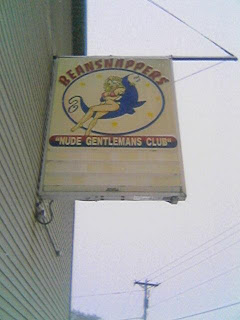 BEANSNAPPERS
"NUDE GENTLEMANS CLUB"